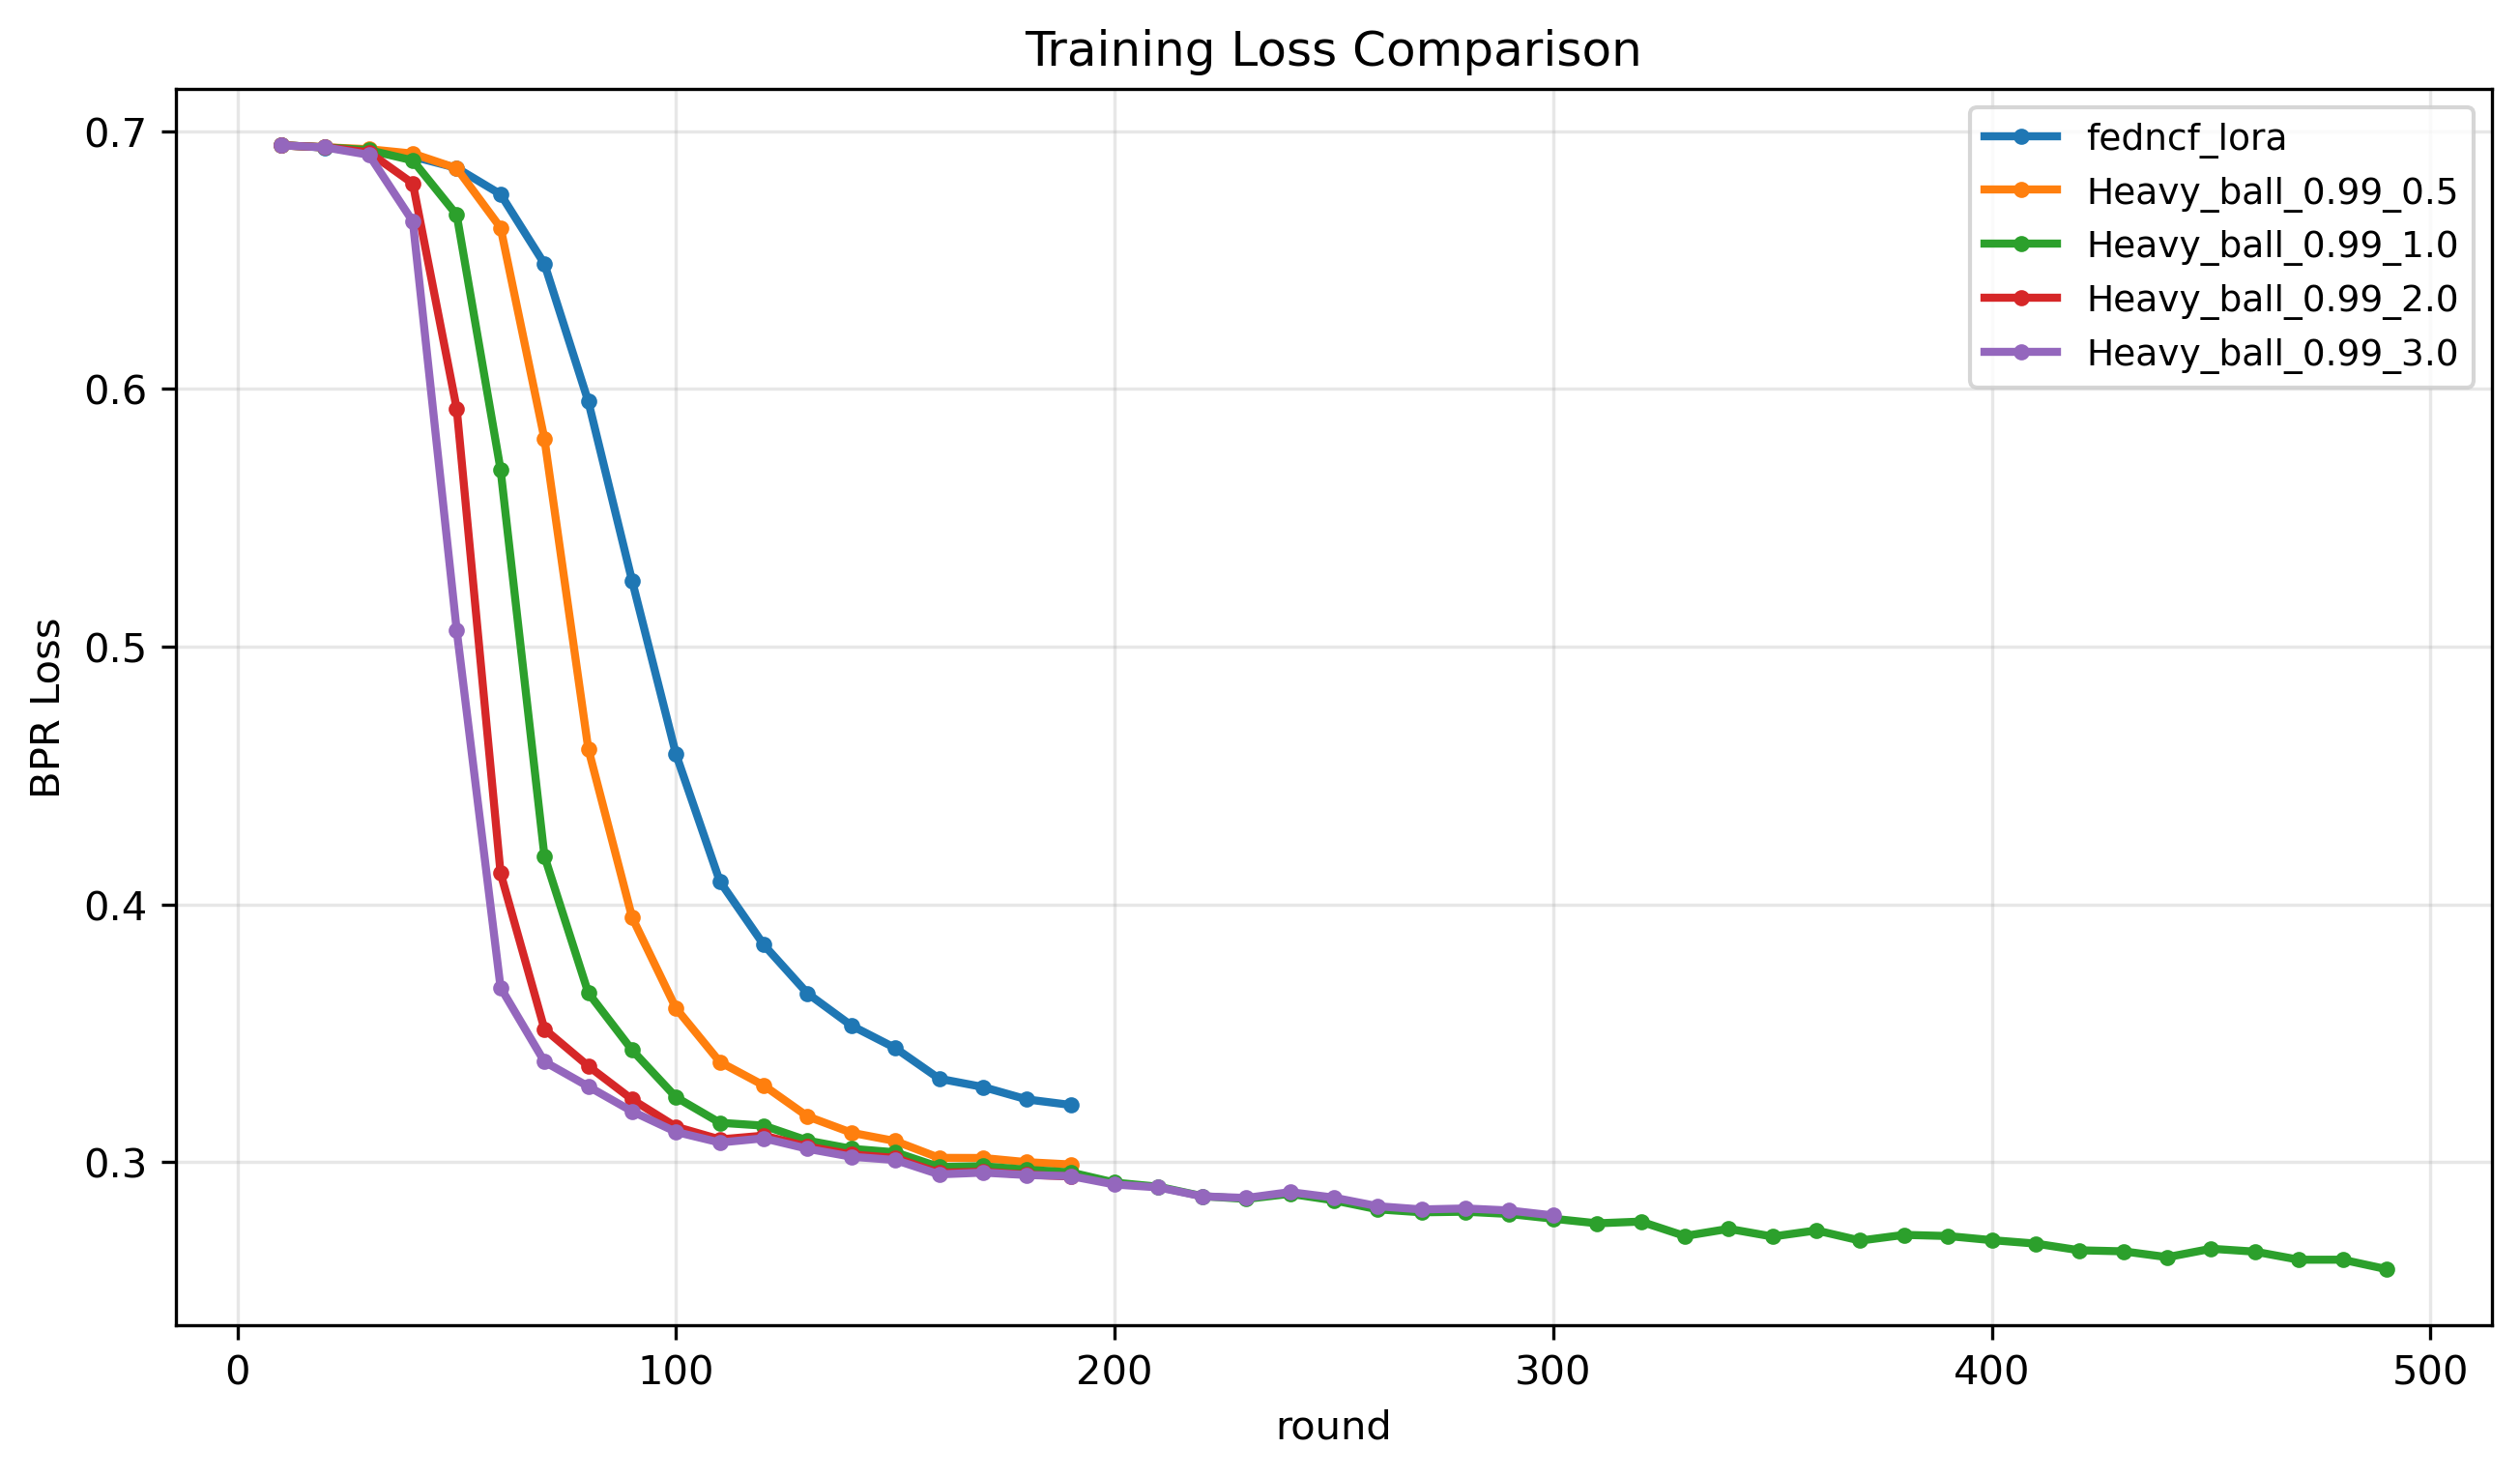 Training Loss Comparison
fedncf_lora
Heavy_ball_0.99_0.5
Heavy_ball_0.99_1.0
Heavy_ball_0.99_2.0
Heavy_ball_0.99_3.0
BPR Loss
0.7
0.6
0.5
0.4
0.3
0 100 200 300 400 500
round